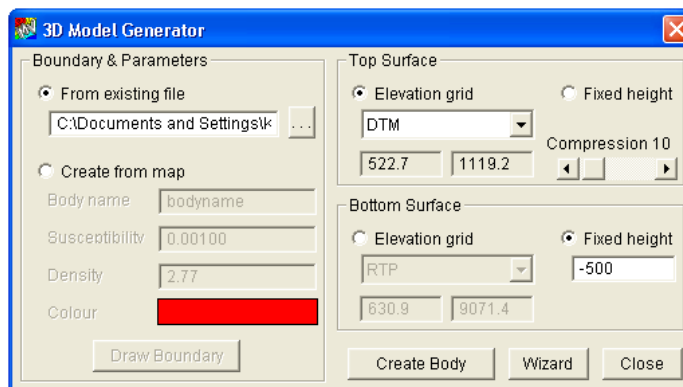 3D Model Generator
Boundary & Parameters
From existing file
C:\Documents and Settings\k
...
Create from map
Body name
bodyname
Susceptibility
0.00100
Density
2.77
Colour
Draw Boundary
Top Surface
Elevation grid
Fixed height
DTM
Compression 10
522.7
1119.2
Bottom Surface
Elevation grid
Fixed height
RTP
-500
630.9
9071.4
Create Body
Wizard
Close